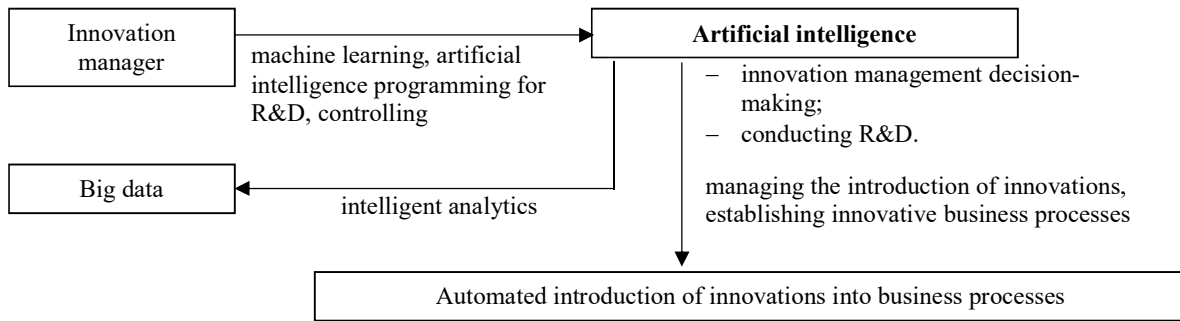 Innovation
manager
machine learning, artificial
intelligence programming for
R&D, controlling
Artificial intelligence
– innovation management decision-
making;
– conducting R&D.
Big data
intelligent analytics
managing the introduction of innovations,
establishing innovative business processes
Automated introduction of innovations into business processes